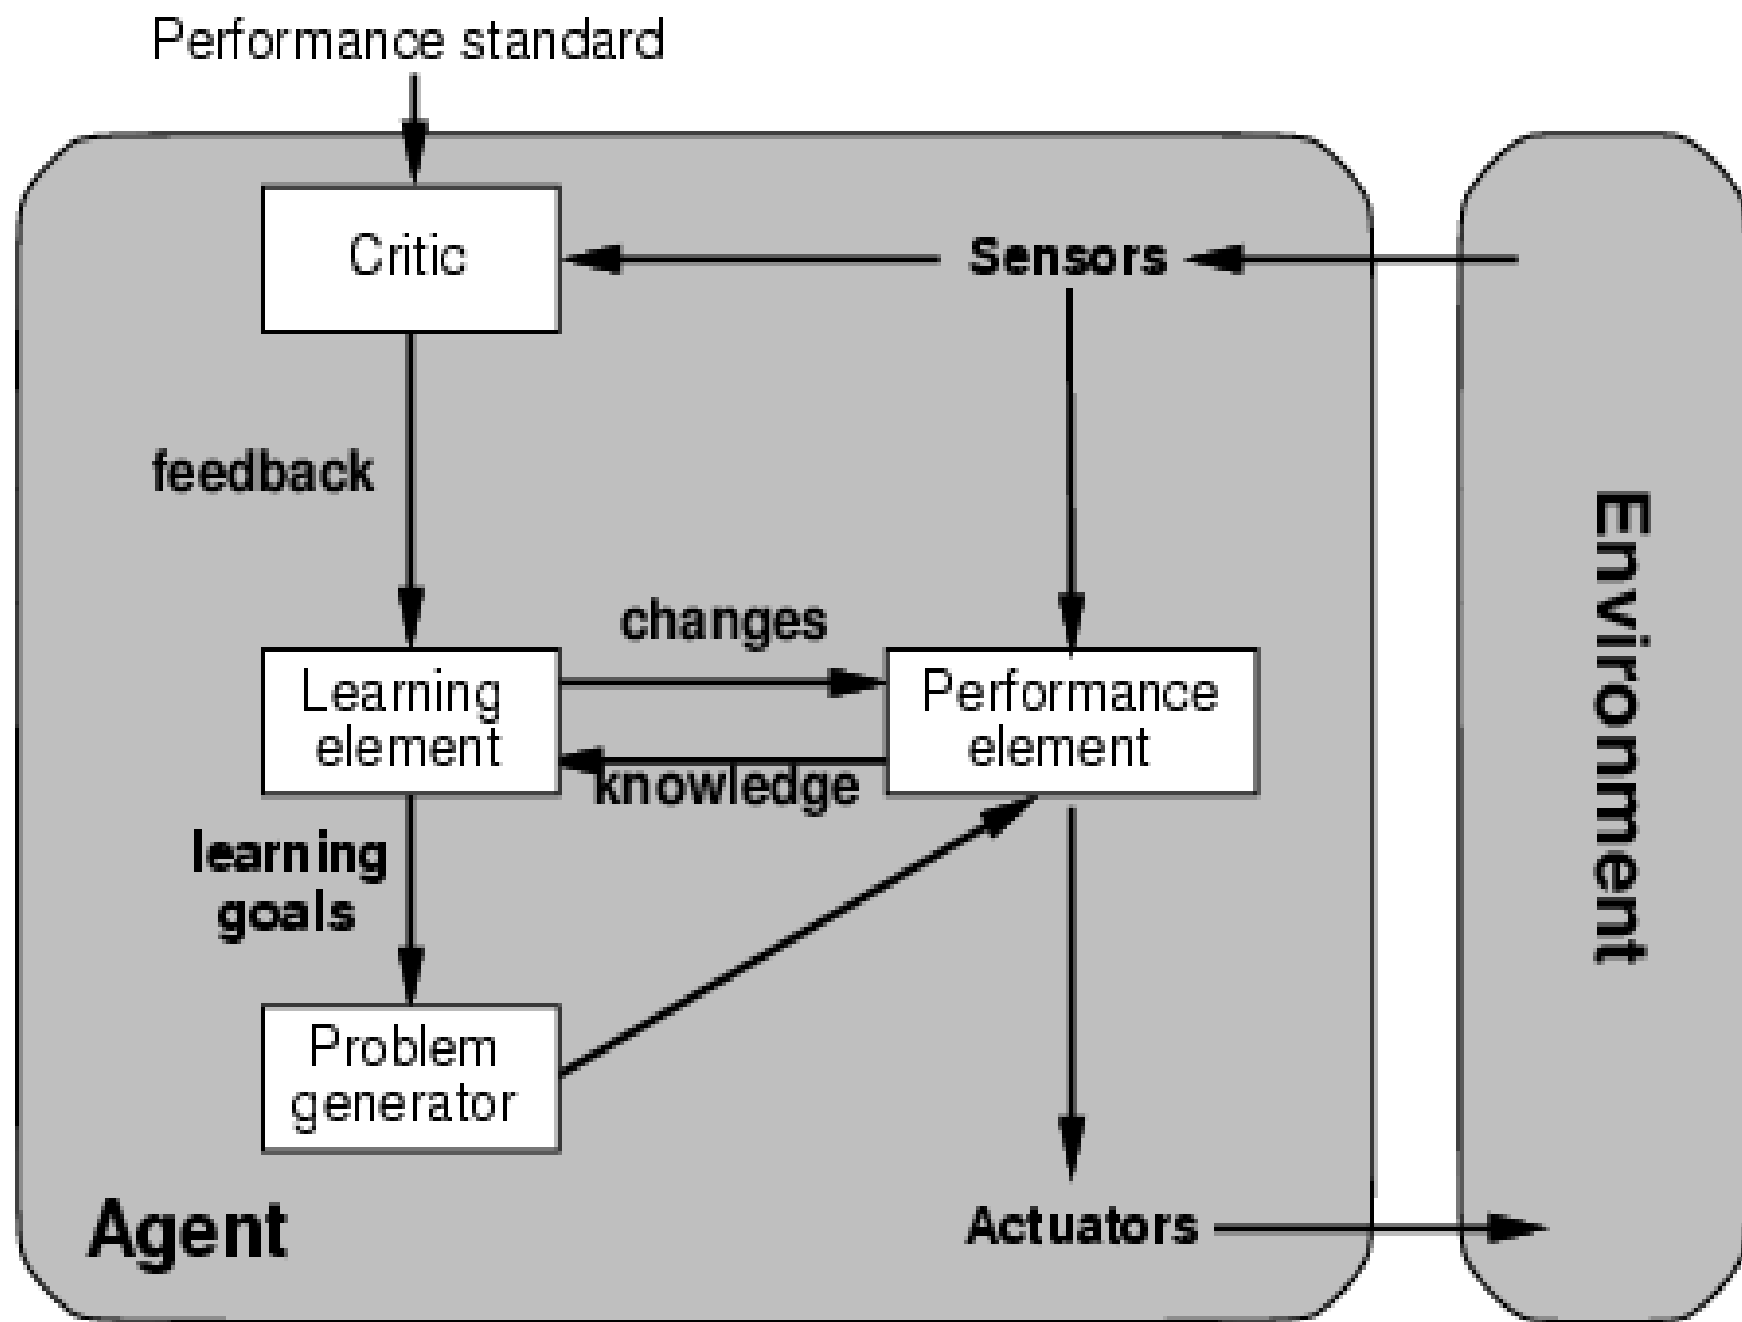 Performance standard
Critic
Sensors
feedback
changes
Learning
element
Performance
element
knowledge
learning
goals
Problem
generator
Agent
Actuators
Environment